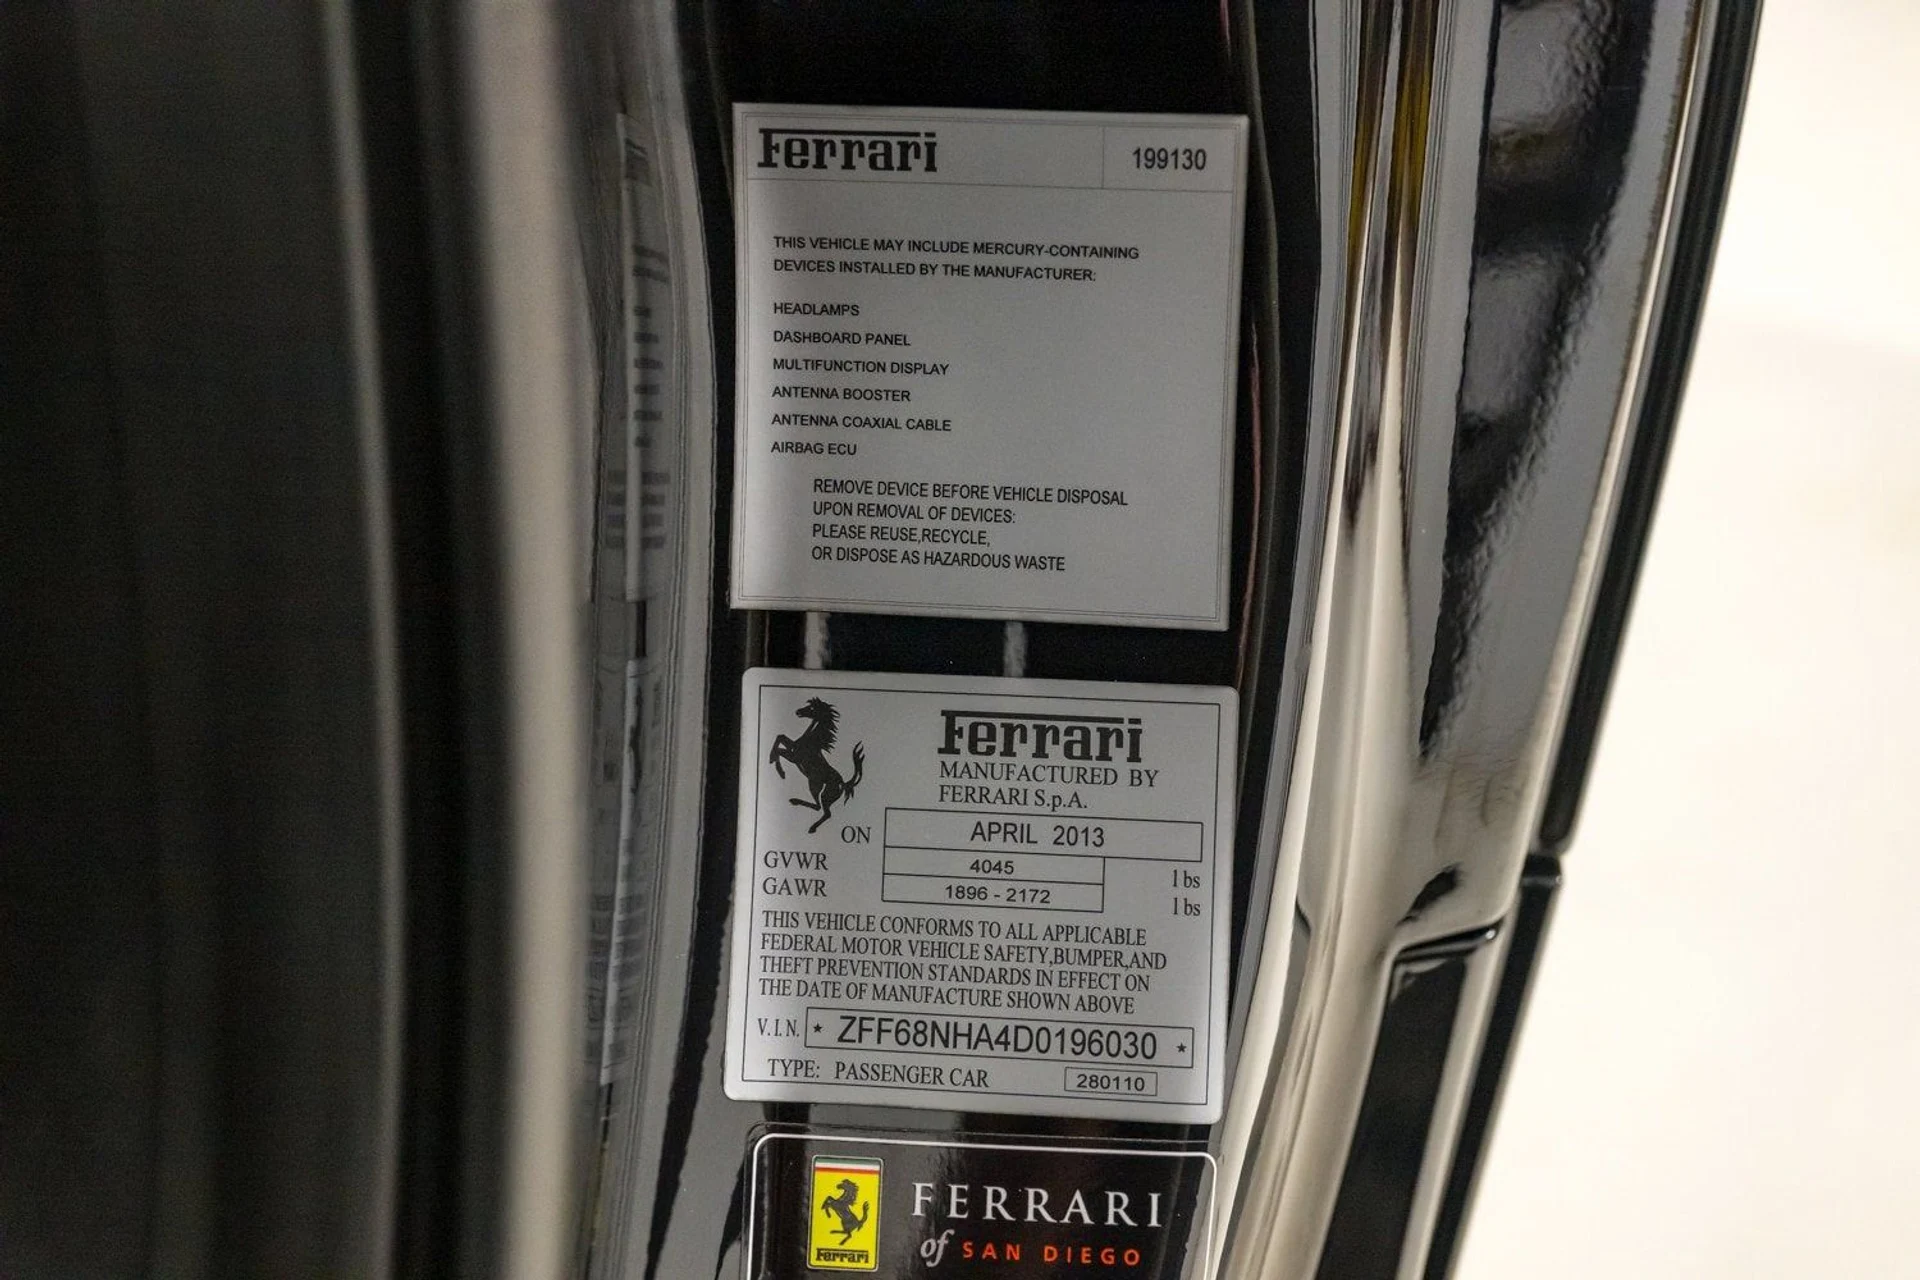 Ferrari
199130
THIS VEHICLE MAY INCLUDE MERCURY-CONTAINING
DEVICES INSTALLED BY THE MANUFACTURER:
HEADLAMPS
DASHBOARD PANEL
MULTIFUNCTION DISPLAY
ANTENNA BOOSTER
ANTENNA COAXIAL CABLE
AIRBAG ECU
REMOVE DEVICE BEFORE VEHICLE DISPOSAL
UPON REMOVAL OF DEVICES:
PLEASE REUSE,RECYCLE,
OR DISPOSE AS HAZARDOUS WASTE
Ferrari
MANUFACTURED BY
FERRARI S.p.A.
ON APRIL 2013
GVWR 4045 lbs
GAWR 1896 - 2172 lbs
THIS VEHICLE CONFORMS TO ALL APPLICABLE
FEDERAL MOTOR VEHICLE SAFETY,BUMPER,AND
THEFT PREVENTION STANDARDS IN EFFECT ON
THE DATE OF MANUFACTURE SHOWN ABOVE
V.I.N. * ZFF68NHA4D0196030 *
TYPE: PASSENGER CAR 280110
Ferrari
FERRARI
of SAN DIEGO